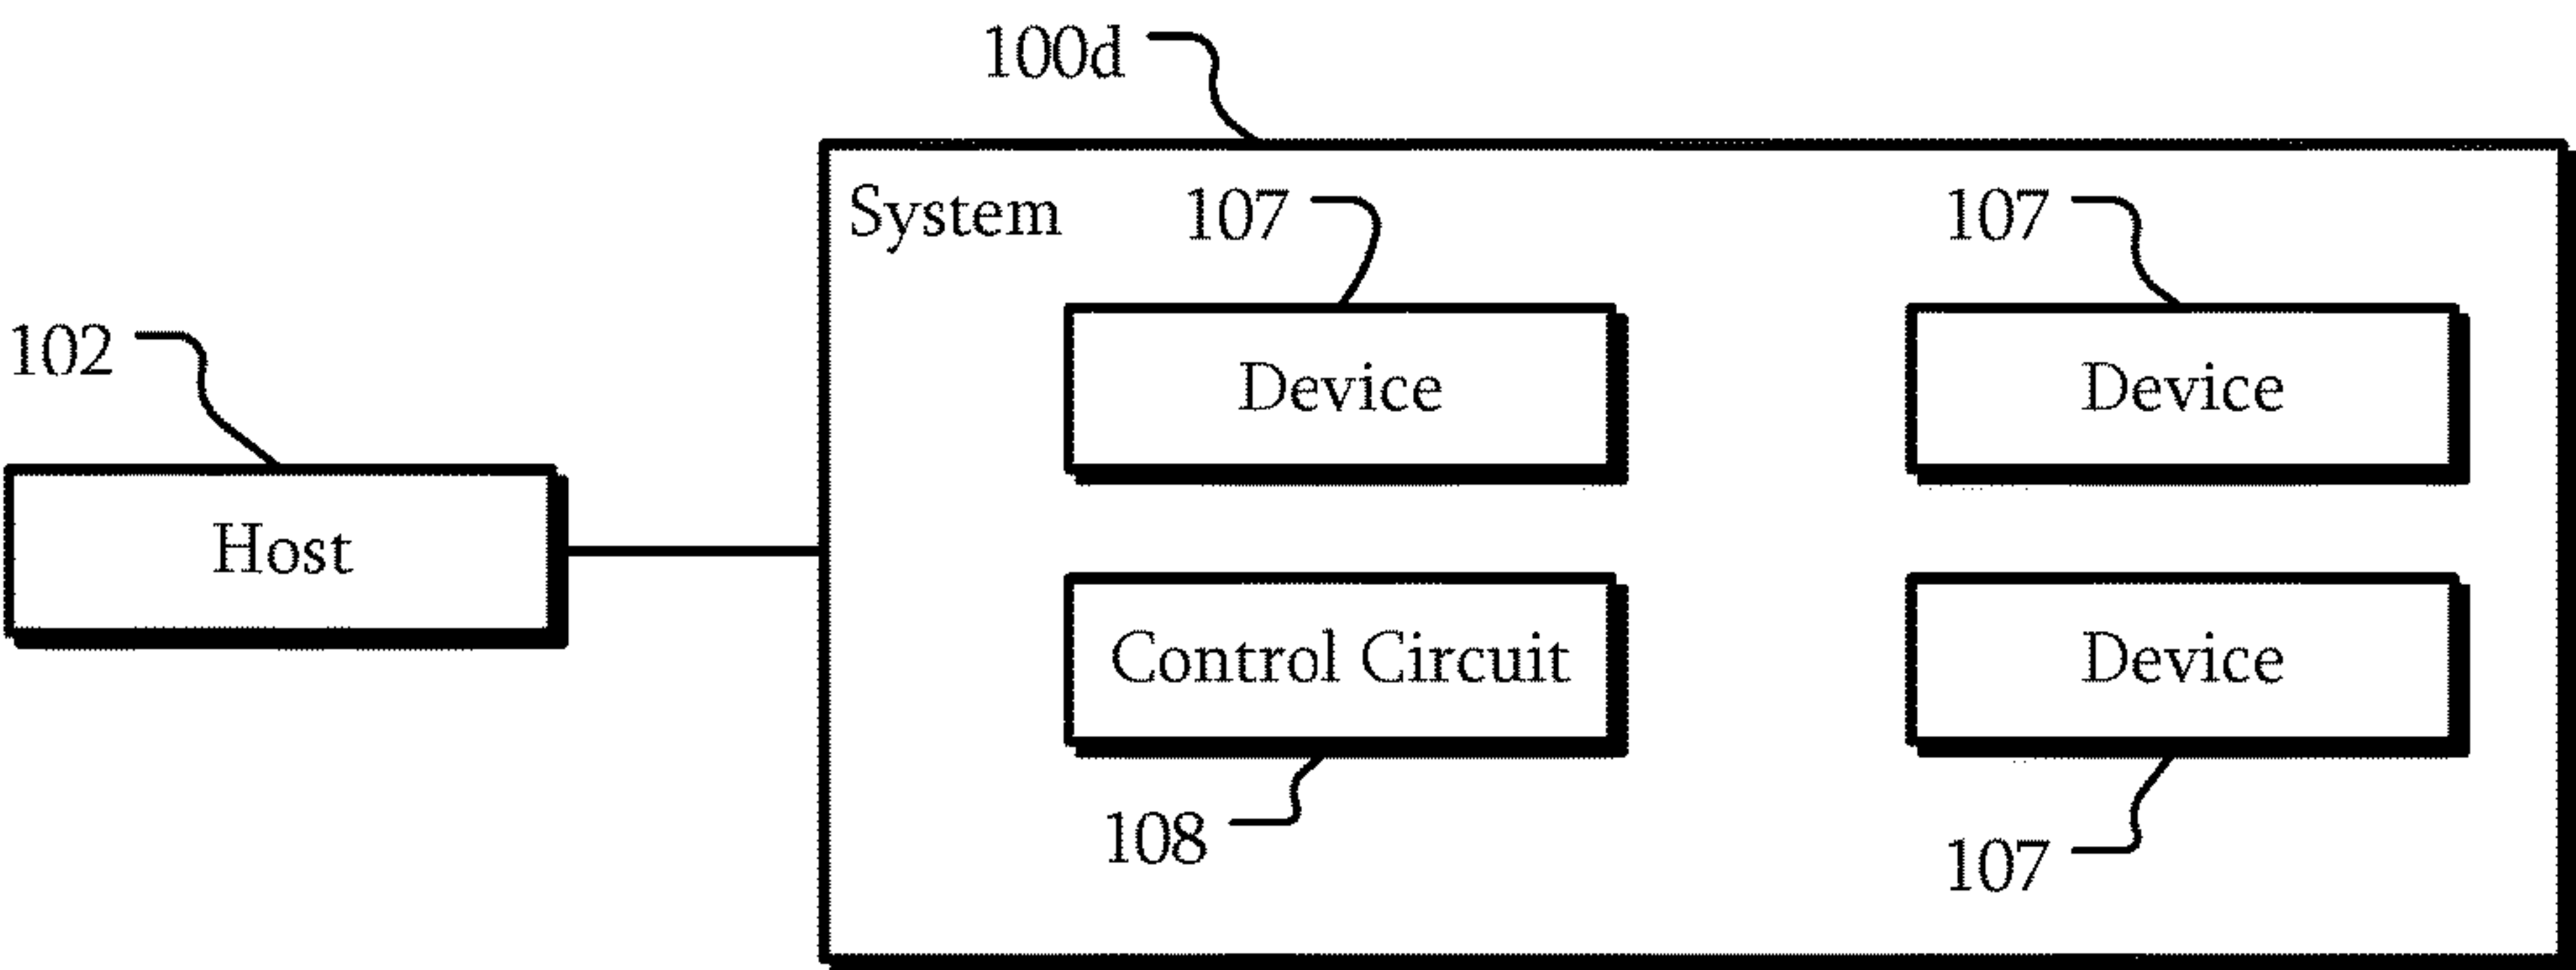 100d
System
107
107
102
Device
Device
Host
Control Circuit
Device
108
107